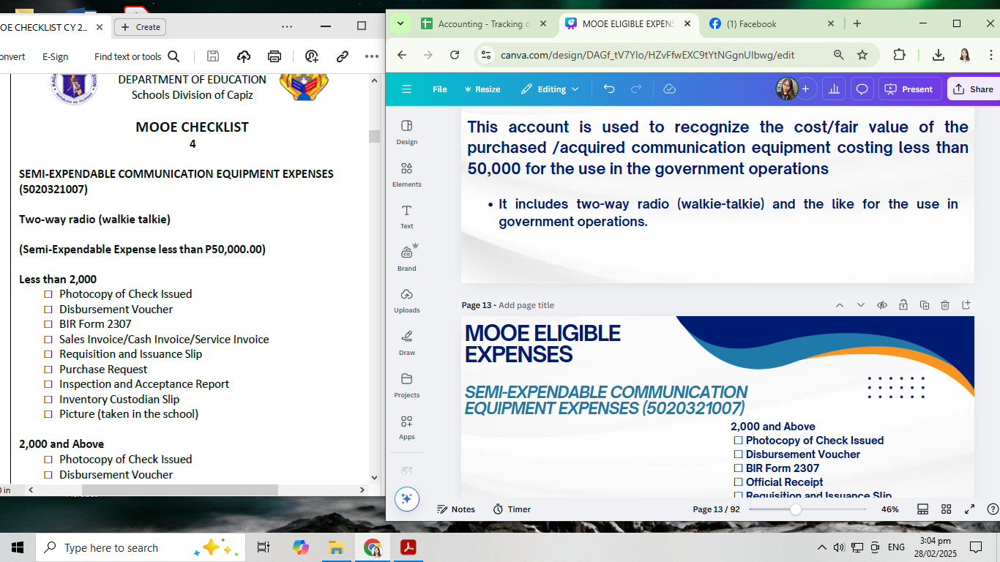 OE CHECKLIST CY 2...
Create
onvert
E-Sign
Find text or tools
DEPARTMENT OF EDUCATION
Schools Division of Capiz
MOOE CHECKLIST
4
SEMI-EXPENDABLE COMMUNICATION EQUIPMENT EXPENSES
(5020321007)
Two-way radio (walkie talkie)
(Semi-Expendable Expense less than P50,000.00)
Less than 2,000
Photocopy of Check Issued
Disbursement Voucher
BIR Form 2307
Sales Invoice/Cash Invoice/Service Invoice
Requisition and Issuance Slip
Purchase Request
Inspection and Acceptance Report
Inventory Custodian Slip
Picture (taken in the school)
2,000 and Above
Photocopy of Check Issued
Disbursement Voucher
0 in
Accounting - Tracking o
MOOE ELIGIBLE EXPENS
(1) Facebook
canva.com/design/DAGf_tV7YIo/HZvFfwEXC9tYtNGgnUIbwg/edit
File
Resize
Editing
Present
Share
Design
Elements
Text
Brand
Uploads
Draw
Projects
Apps
This account is used to recognize the cost/fair value of the
purchased /acquired communication equipment costing less than
50,000 for the use in the government operations
• It includes two-way radio (walkie-talkie) and the like for the use in
government operations.
Page 13 - Add page title
MOOE ELIGIBLE
EXPENSES
SEMI-EXPENDABLE COMMUNICATION
EQUIPMENT EXPENSES (5020321007)
2,000 and Above
Photocopy of Check Issued
Disbursement Voucher
BIR Form 2307
Official Receipt
Requisition and Issuance Slip
Notes
Timer
Page 13 / 92
46%
Type here to search
ENG
3:04 pm
28/02/2025